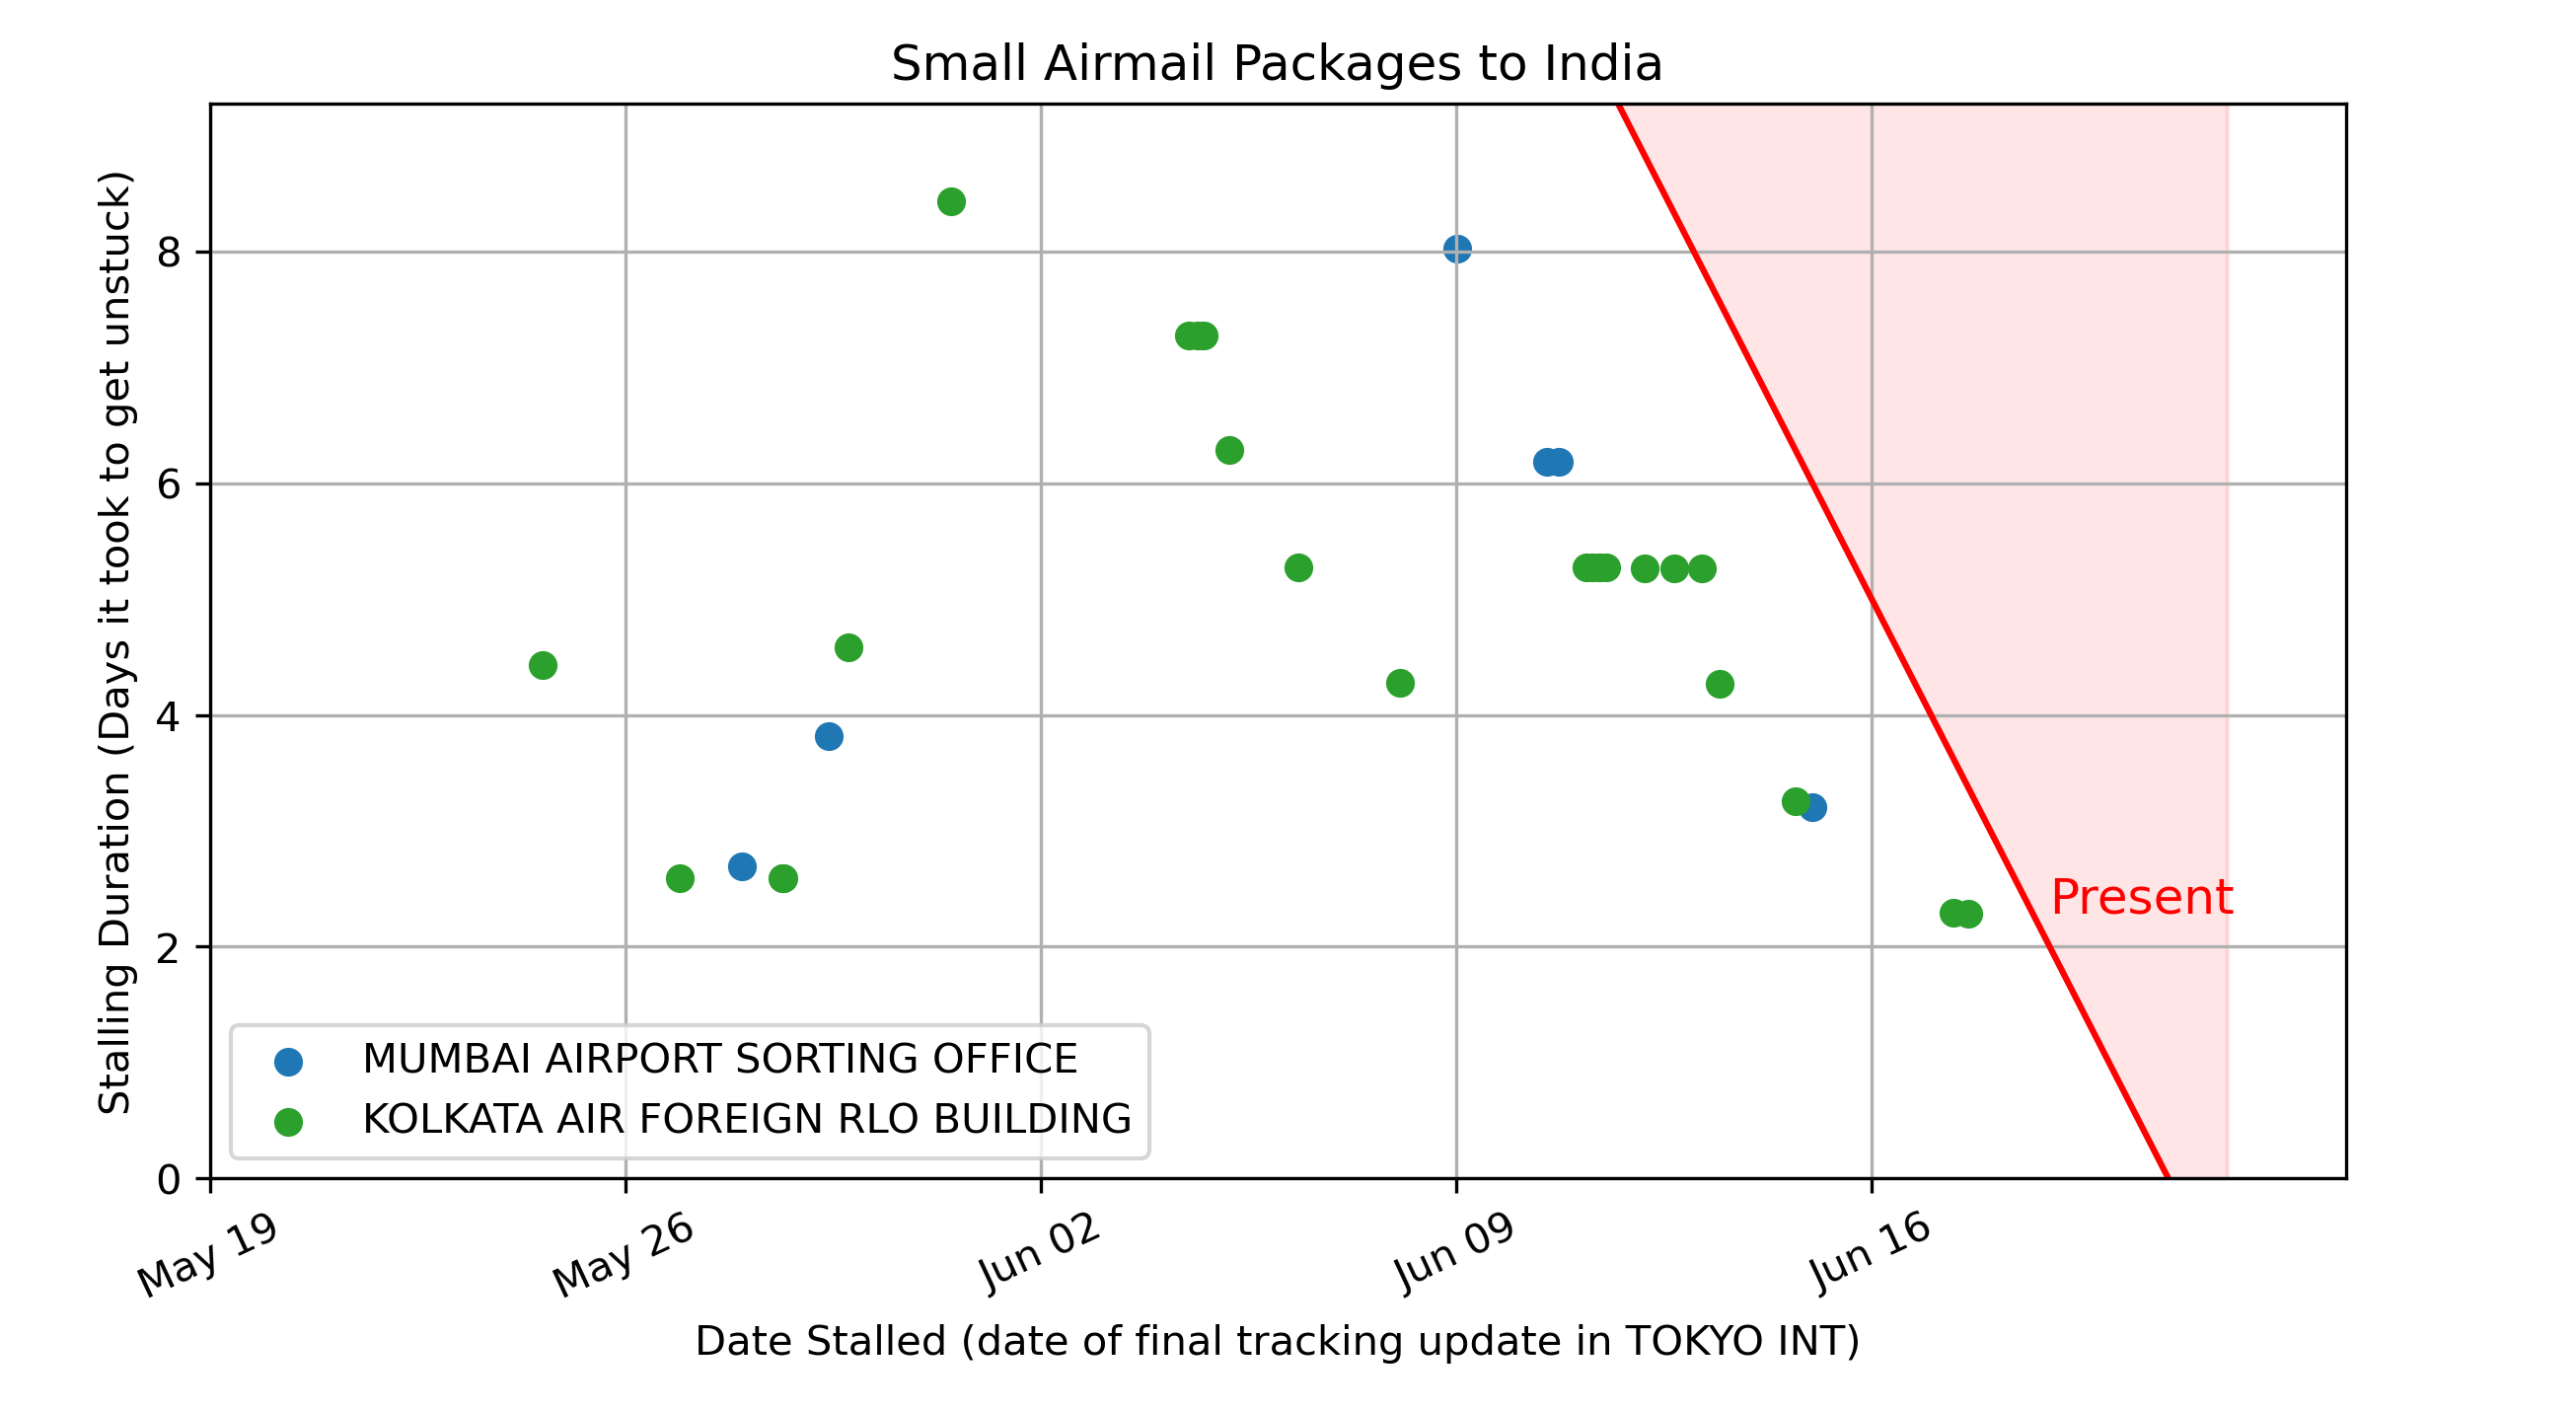 Small Airmail Packages to India
Stalling Duration (Days it took to get unstuck)
8
6
4
2
0
Present
MUMBAI AIRPORT SORTING OFFICE
KOLKATA AIR FOREIGN RLO BUILDING
May 19
May 26
Jun 02
Jun 09
Jun 16
Date Stalled (date of final tracking update in TOKYO INT)